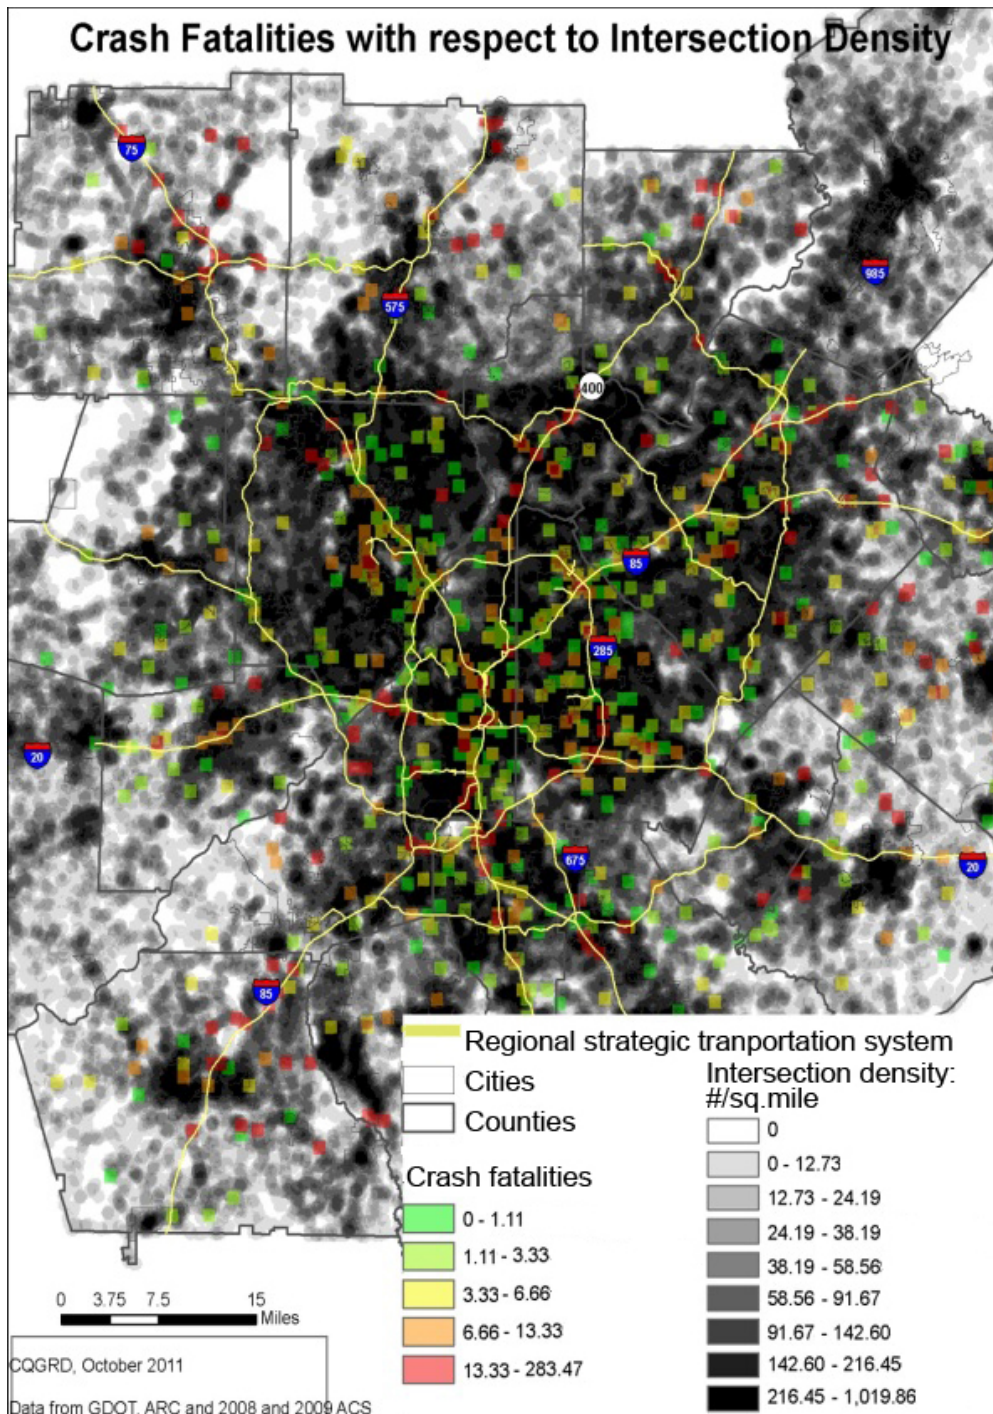 Crash Fatalities with respect to Intersection Density
75
985
575
400
85
285
20
675
20
85
Regional strategic tranportation system
Cities
Counties
Crash fatalities
0 - 1.11
1.11 - 3.33
3.33 - 6.66
6.66 - 13.33
13.33 - 283.47
Intersection density:
#/sq.mile
0
0 - 12.73
12.73 - 24.19
24.19 - 38.19
38.19 - 58.56
58.56 - 91.67
91.67 - 142.60
142.60 - 216.45
216.45 - 1,019.86
0 3.75 7.5 15
Miles
CQGRD, October 2011
Data from GDOT, ARC and 2008 and 2009 ACS